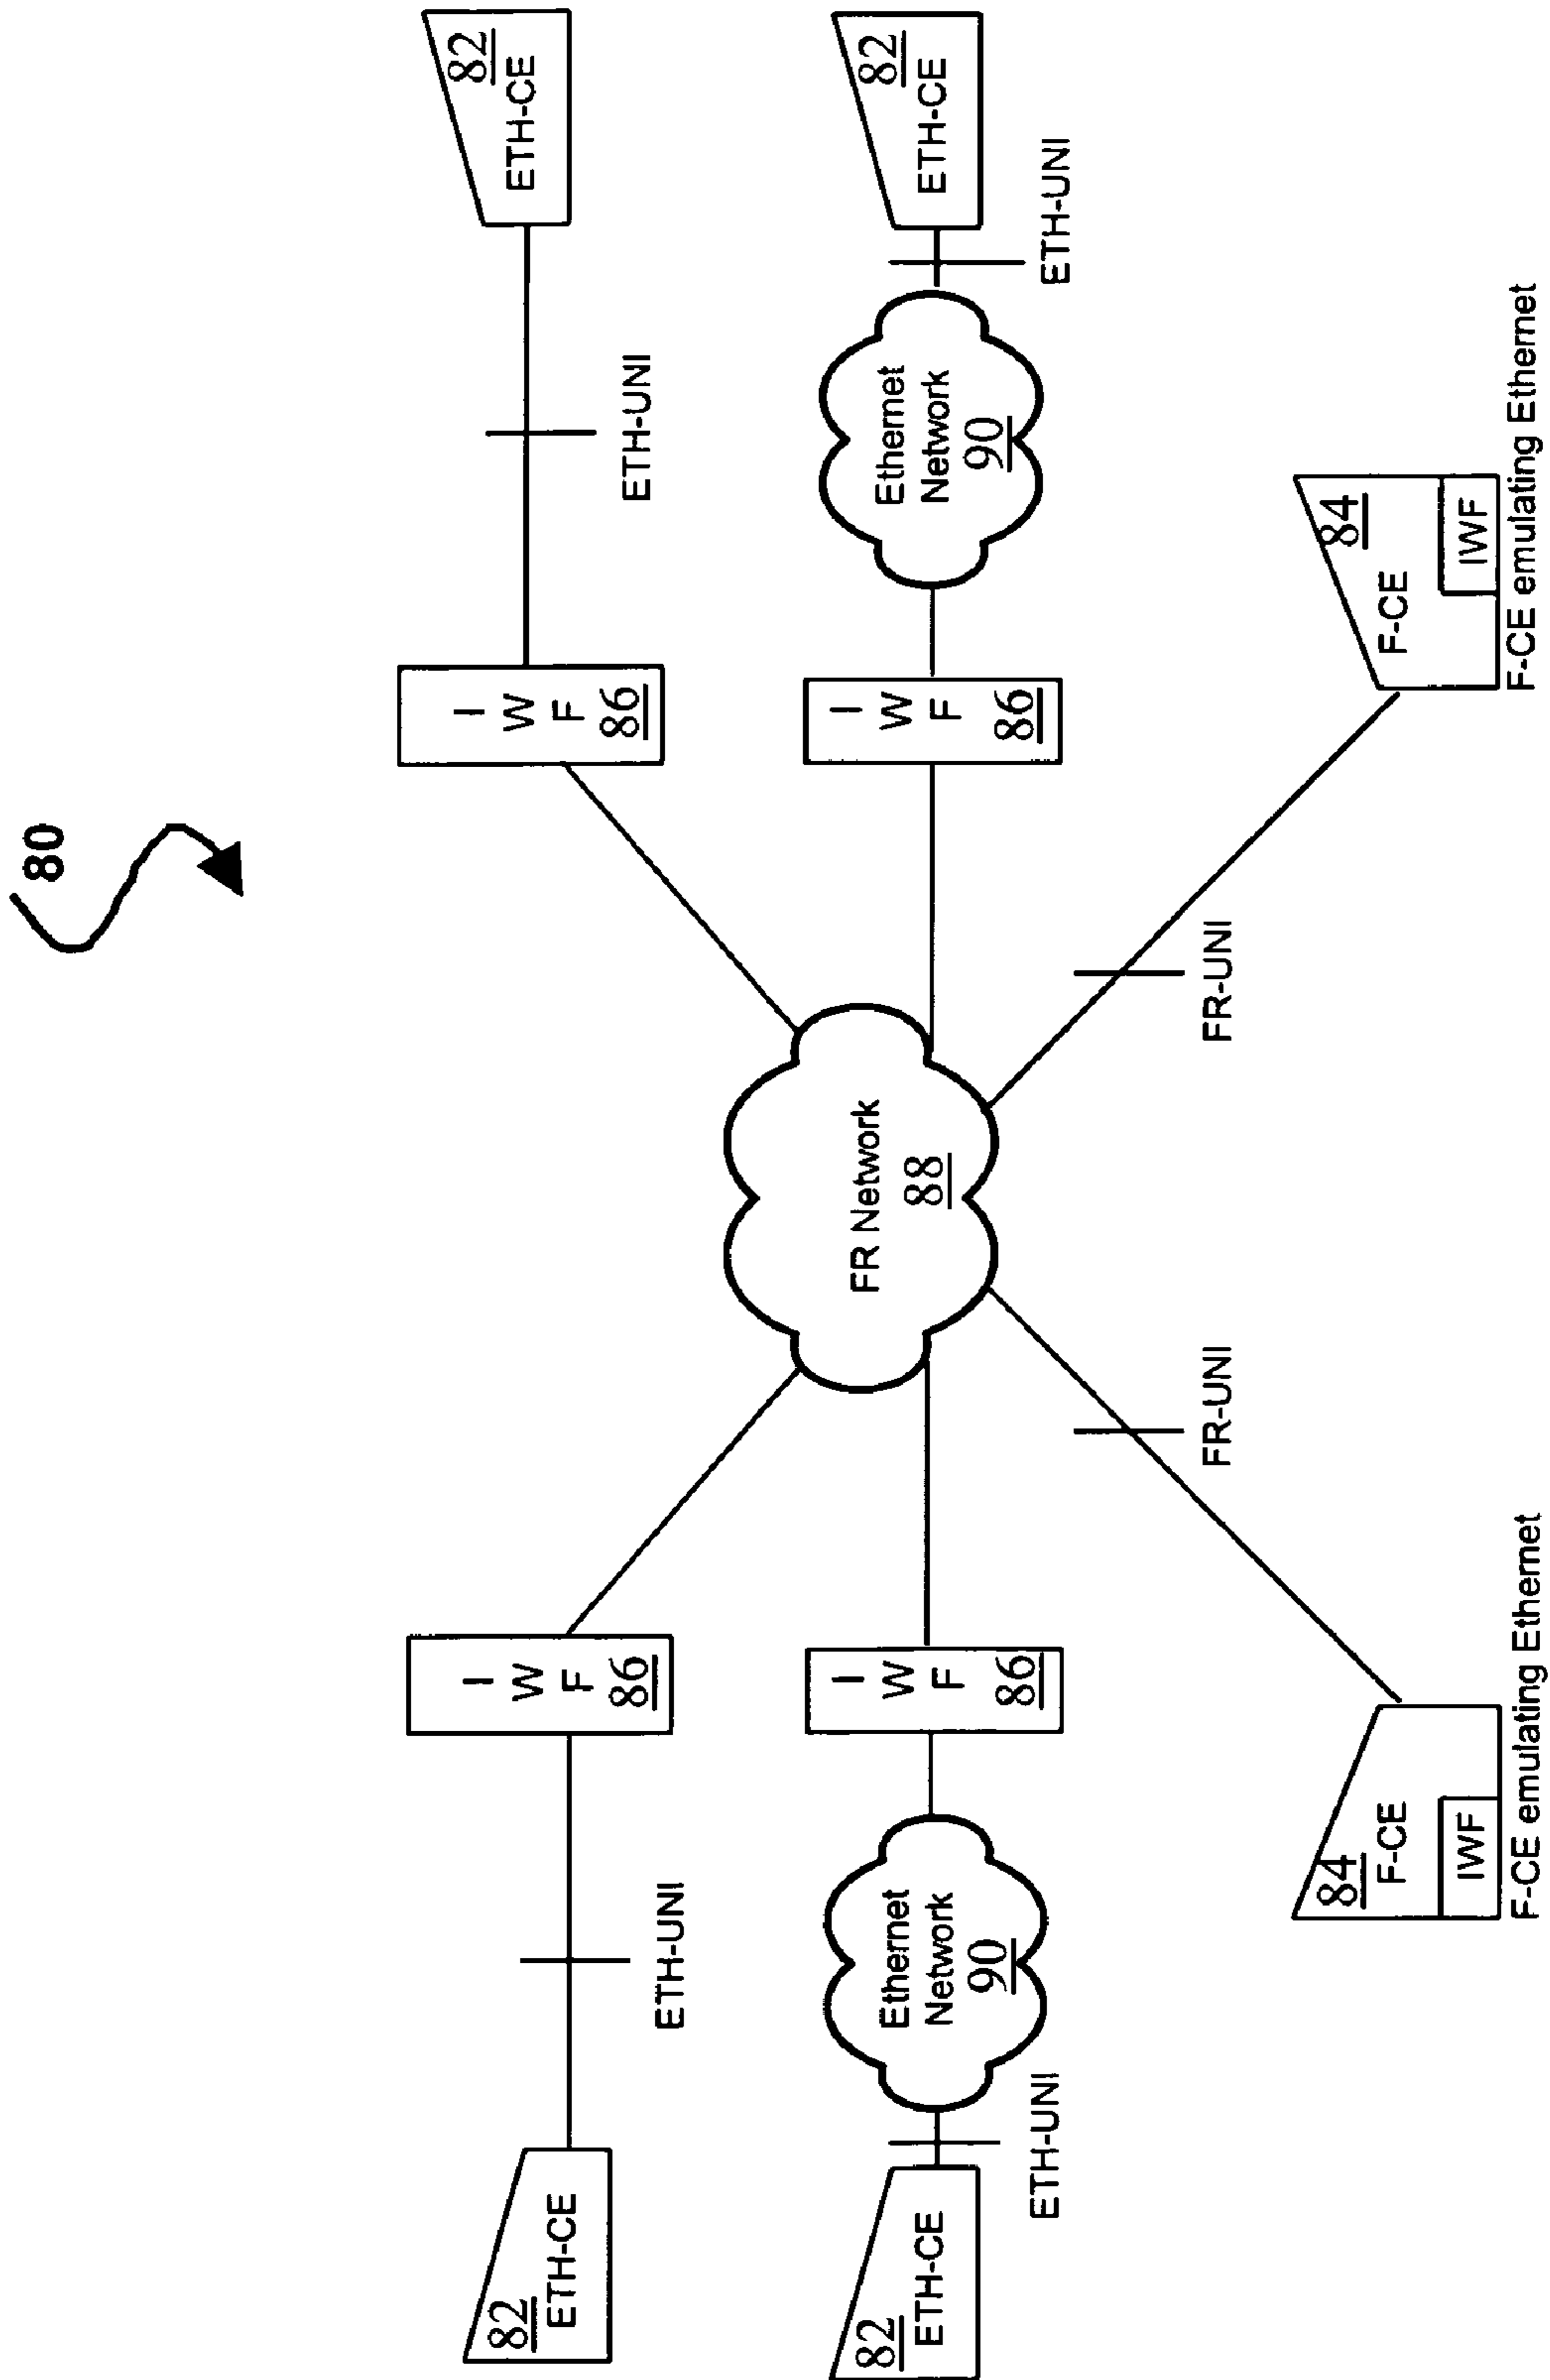 80
82
ETH-CE
ETH-UNI
I
W
F
86
I
W
F
86
ETH-UNI
82
ETH-CE
82
ETH-CE
ETH-UNI
Ethernet
Network
90
I
W
F
86
FR Network
88
I
W
F
86
Ethernet
Network
90
ETH-UNI
82
ETH-CE
FR-UNI
FR-UNI
84
F-CE
IWF
F-CE emulating Ethernet
84
F-CE
IWF
F-CE emulating Ethernet